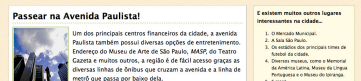 Passear na Avenida Paulista!
Um dos principais centros financeiros da cidade, a avenida
Paulista também possui diversas opções de entretenimento.
Endereço do Museu de Arte de São Paulo, MASP, do Teatro
Gazeta e muitos outros, a região é de fácil acesso graças as
diversas linhas de ônibus que cruzam a avenida e a linha de
metrô que passa por baixo dela.
E existem muitos outros lugares
interessantes na cidade...
1. O Mercado Municipal.
2. A Sala São Paulo.
3. Os estádios dos principais times de
futebol da cidade.
4. Diversos museus, como o Memorial
da América Latina, Museu da Língua
Portuguesa e o Museu do Ipiranga.